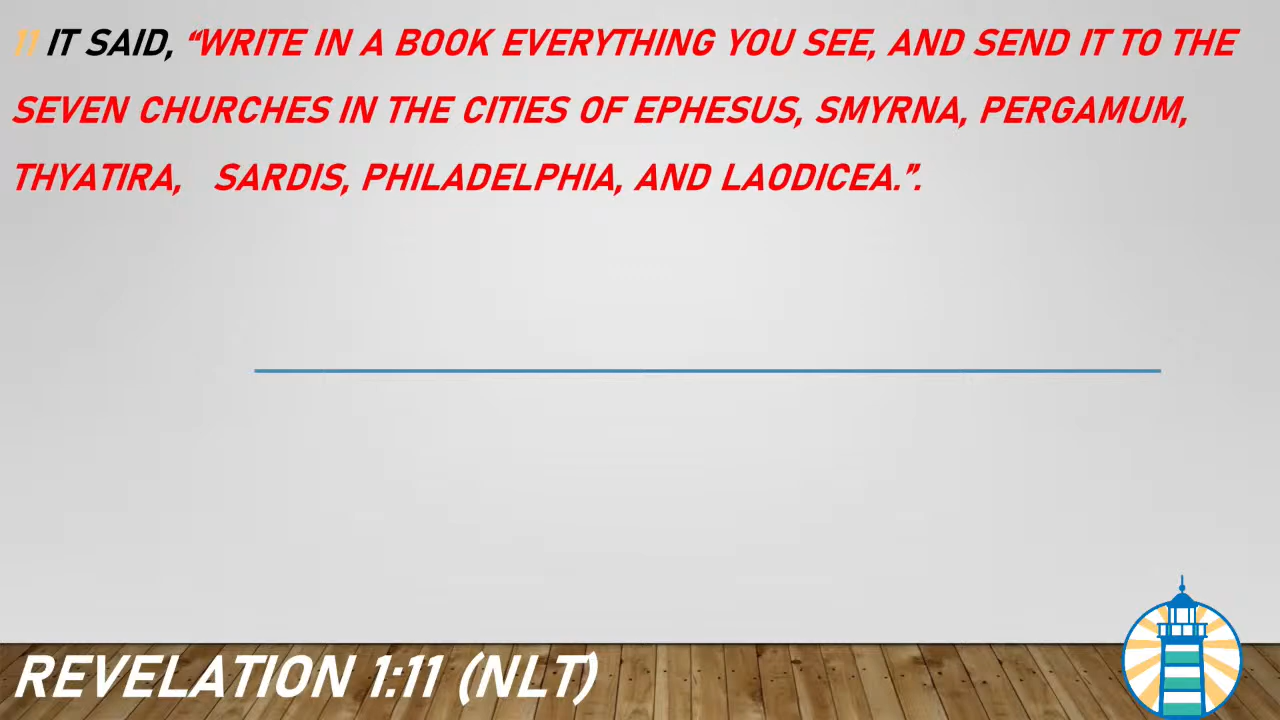 11 IT SAID, “WRITE IN A BOOK EVERYTHING YOU SEE, AND SEND IT TO THE
SEVEN CHURCHES IN THE CITIES OF EPHESUS, SMYRNA, PERGAMUM,
THYATIRA, SARDIS, PHILADELPHIA, AND LAODICEA.”.
REVELATION 1:11 (NLT)